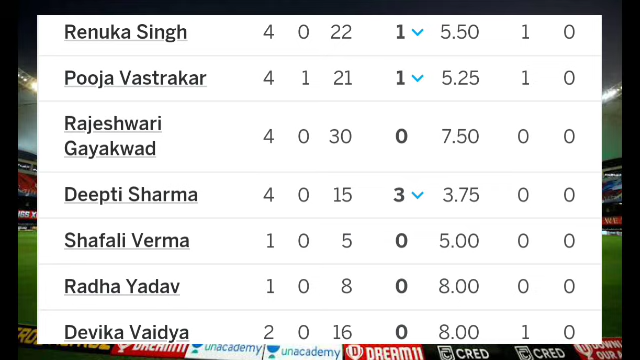 Renuka Singh 4 0 22 1 5.50 1 0
Pooja Vastrakar 4 1 21 1 5.25 1 0
Rajeshwari
Gayakwad 4 0 30 0 7.50 0 0
Deepti Sharma 4 0 15 3 3.75 0 0
Shafali Verma 1 0 5 0 5.00 0 0
Radha Yadav 1 0 8 0 8.00 0 0
Devika Vaidya 2 0 16 0 8.00 1 0
unacademy unacademy DREAM11 CRED